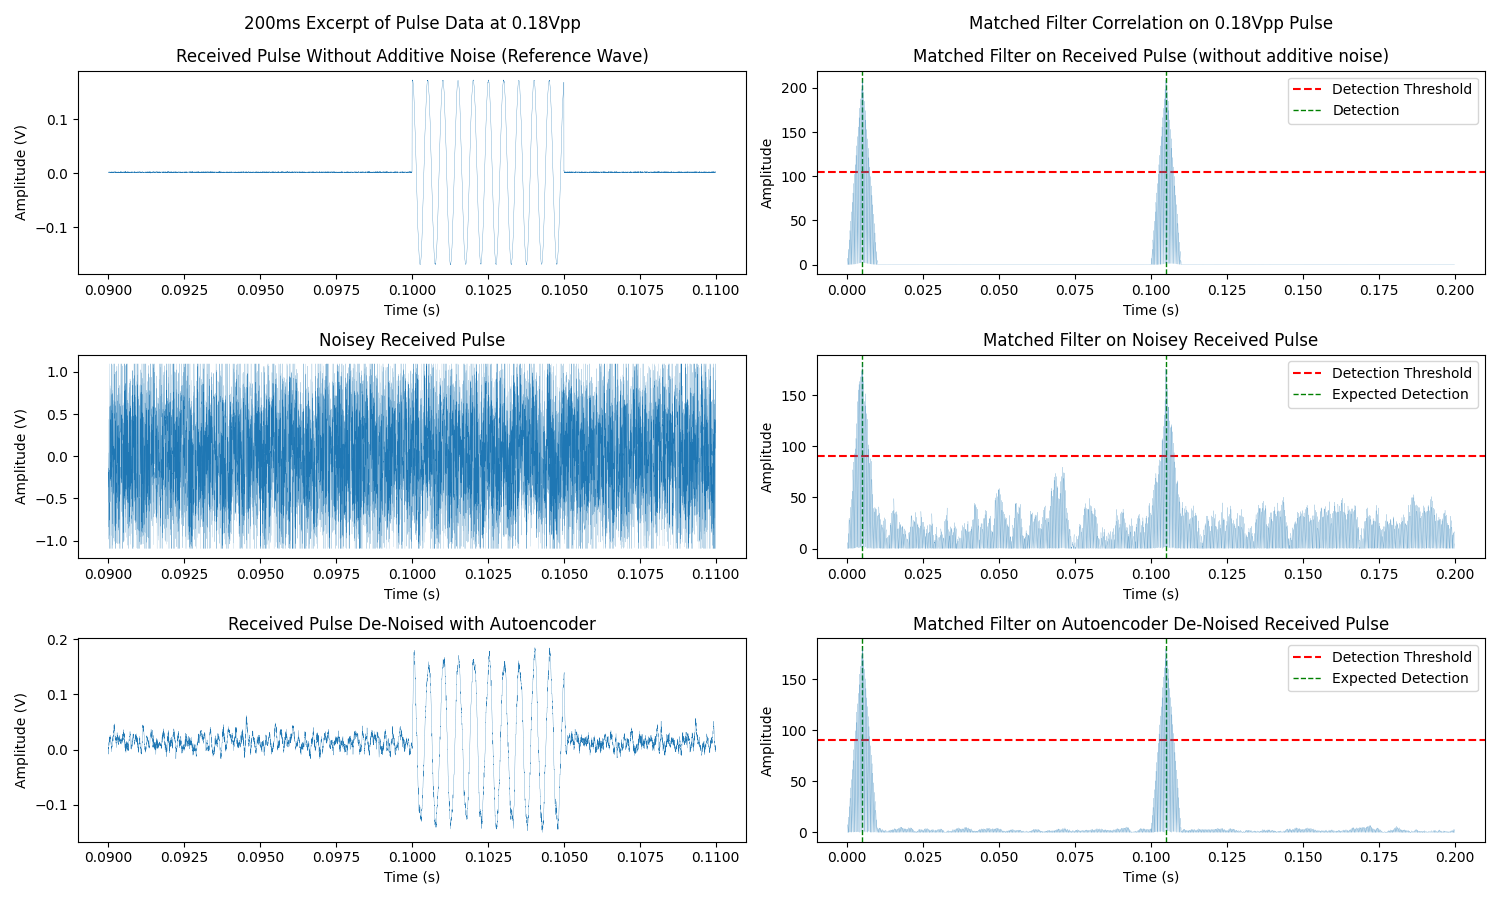 200ms Excerpt of Pulse Data at 0.18Vpp
Received Pulse Without Additive Noise (Reference Wave)
Amplitude (V)
0.1
0.0
−0.1
0.0900 0.0925 0.0950 0.0975 0.1000 0.1025 0.1050 0.1075 0.1100
Time (s)
Matched Filter Correlation on 0.18Vpp Pulse
Matched Filter on Received Pulse (without additive noise)
Detection Threshold
Detection
Amplitude
200
150
100
50
0
0.000 0.025 0.050 0.075 0.100 0.125 0.150 0.175 0.200
Time (s)
Noisey Received Pulse
Amplitude (V)
1.0
0.5
0.0
−0.5
−1.0
0.0900 0.0925 0.0950 0.0975 0.1000 0.1025 0.1050 0.1075 0.1100
Time (s)
Matched Filter on Noisey Received Pulse
Detection Threshold
Expected Detection
Amplitude
150
100
50
0
0.000 0.025 0.050 0.075 0.100 0.125 0.150 0.175 0.200
Time (s)
Received Pulse De-Noised with Autoencoder
Amplitude (V)
0.2
0.1
0.0
−0.1
0.0900 0.0925 0.0950 0.0975 0.1000 0.1025 0.1050 0.1075 0.1100
Time (s)
Matched Filter on Autoencoder De-Noised Received Pulse
Detection Threshold
Expected Detection
Amplitude
150
100
50
0
0.000 0.025 0.050 0.075 0.100 0.125 0.150 0.175 0.200
Time (s)